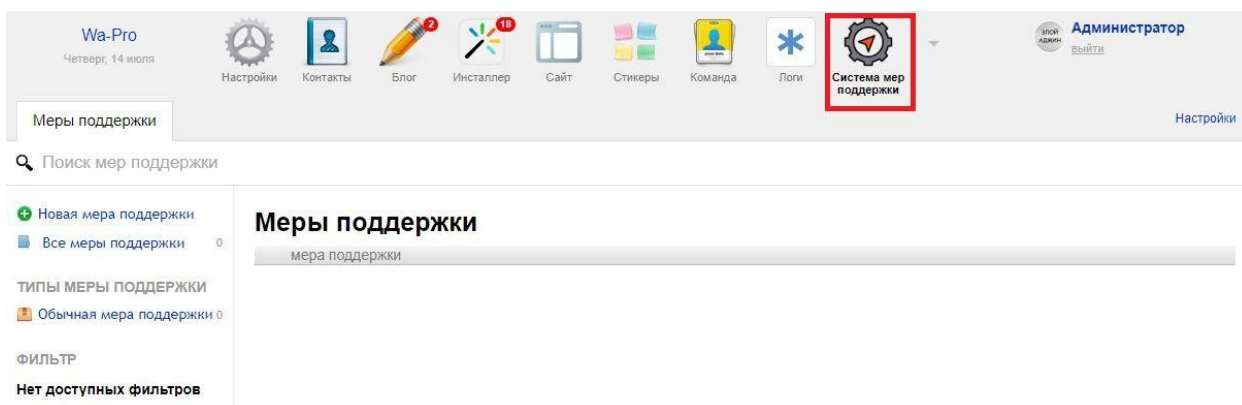 Wa-Pro
Четверг, 14 июля
Настройки
Контакты
2
Блог
18
Инсталлер
Сайт
Стикеры
Команда
Логи
Система мер
поддержки
злой
админ
Администратор
выйти
Меры поддержки
Настройки
Поиск мер поддержки
Новая мера поддержки
Все меры поддержки 0
ТИПЫ МЕРЫ ПОДДЕРЖКИ
Обычная мера поддержки 0
ФИЛЬТР
Нет доступных фильтров
Меры поддержки
мера поддержки